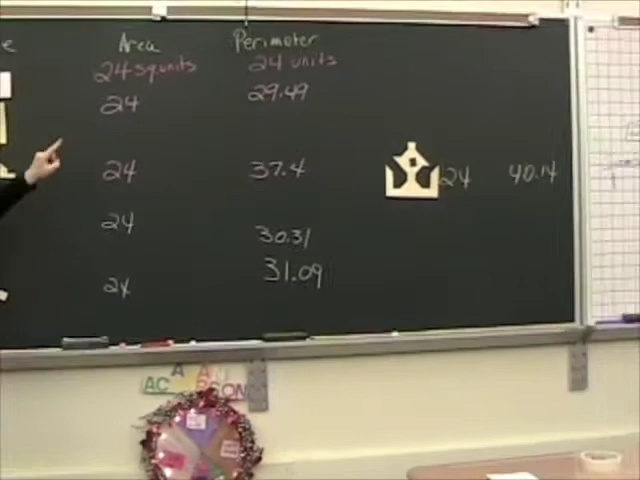 e Area Perimeter
24 sq.units 24 units
24 29.49
24 37.4 24 40.14
24 30.31
24 31.09
A
AC